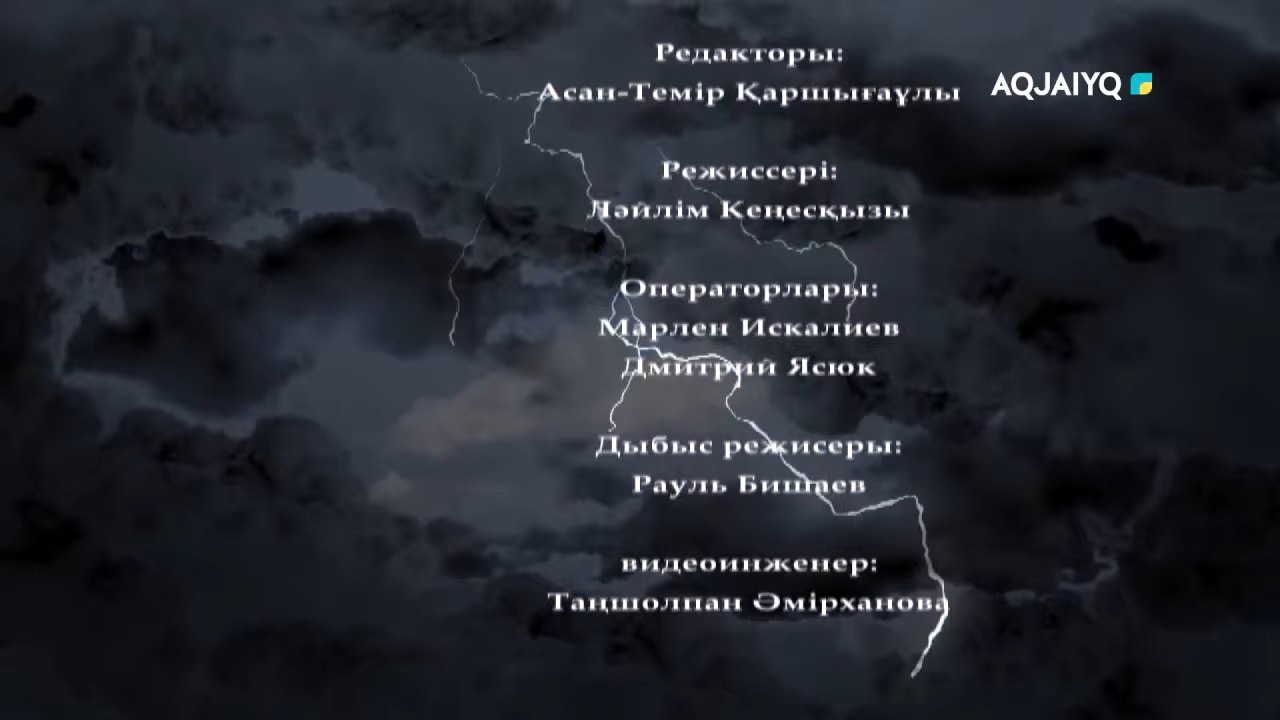 Редакторы:
Асан-Темір Қаршығаұлы
AQJAIYQ
Режиссері:
Ләйлім Кеңесқызы
Операторлары:
Марлен Искалиев
Дмитрий Ясюк
Дыбыс режисеры:
Рауль Бишаев
видеоинженер:
Таңшолпан Әмірханова